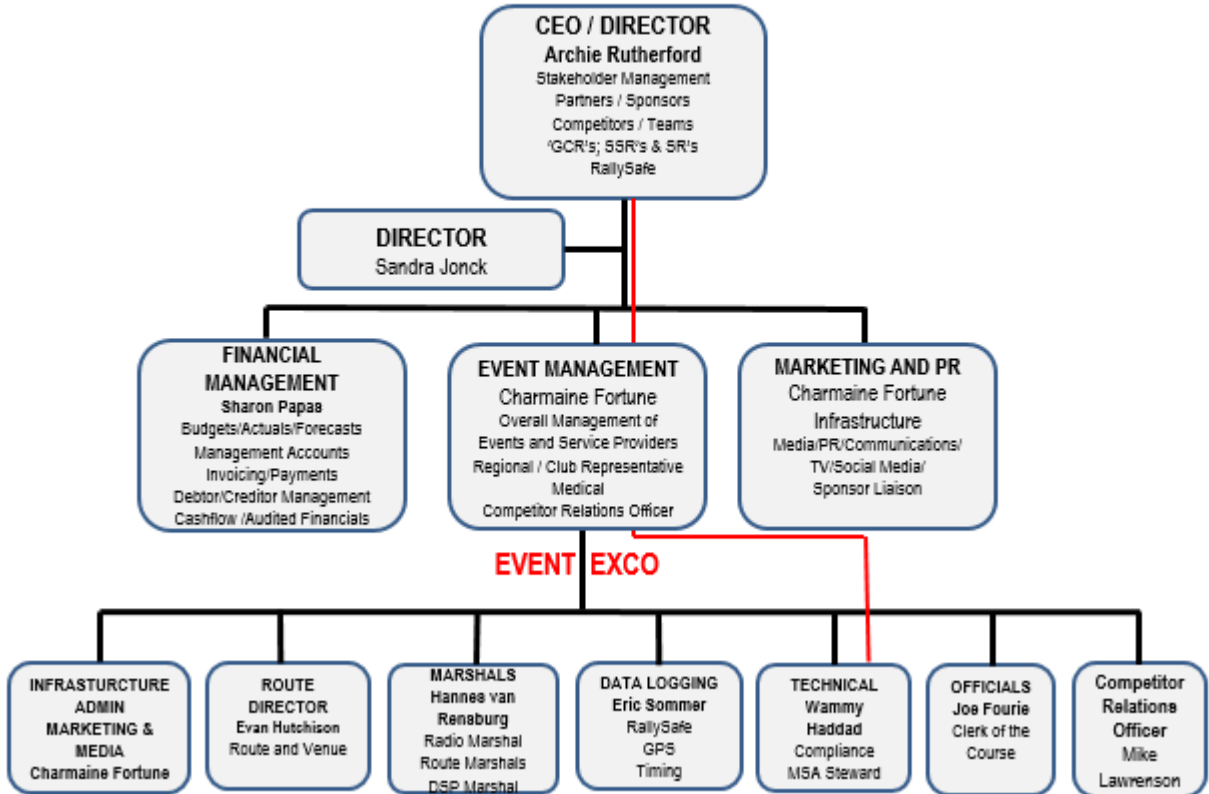 CEO / DIRECTOR
Archie Rutherford
Stakeholder Management
Partners / Sponsors
Competitors / Teams
'GCR's; SSR's & SR's
RallySafe
DIRECTOR
Sandra Jonck
FINANCIAL
MANAGEMENT
Sharon Papas
Budgets/Actuals/Forecasts
Management Accounts
Invoicing/Payments
Debtor/Creditor Management
Cashflow /Audited Financials
EVENT MANAGEMENT
Charmaine Fortune
Overall Management of
Events and Service Providers
Regional / Club Representative
Medical
Competitor Relations Officer
MARKETING AND PR
Charmaine Fortune
Infrastructure
Media/PR/Communications/
TV/Social Media/
Sponsor Liaison
EVENT EXCO
INFRASTURCTURE
ADMIN
MARKETING &
MEDIA
Charmaine Fortune
ROUTE
DIRECTOR
Evan Hutchison
Route and Venue
MARSHALS
Hannes van
Rensburg
Radio Marshal
Route Marshals
DSP Marshal
DATA LOGGING
Eric Sommer
RallySafe
GPS
Timing
TECHNICAL
Wammy
Haddad
Compliance
MSA Steward
OFFICIALS
Joe Fourie
Clerk of the
Course
Competitor
Relations
Officer
Mike
Lawrenson